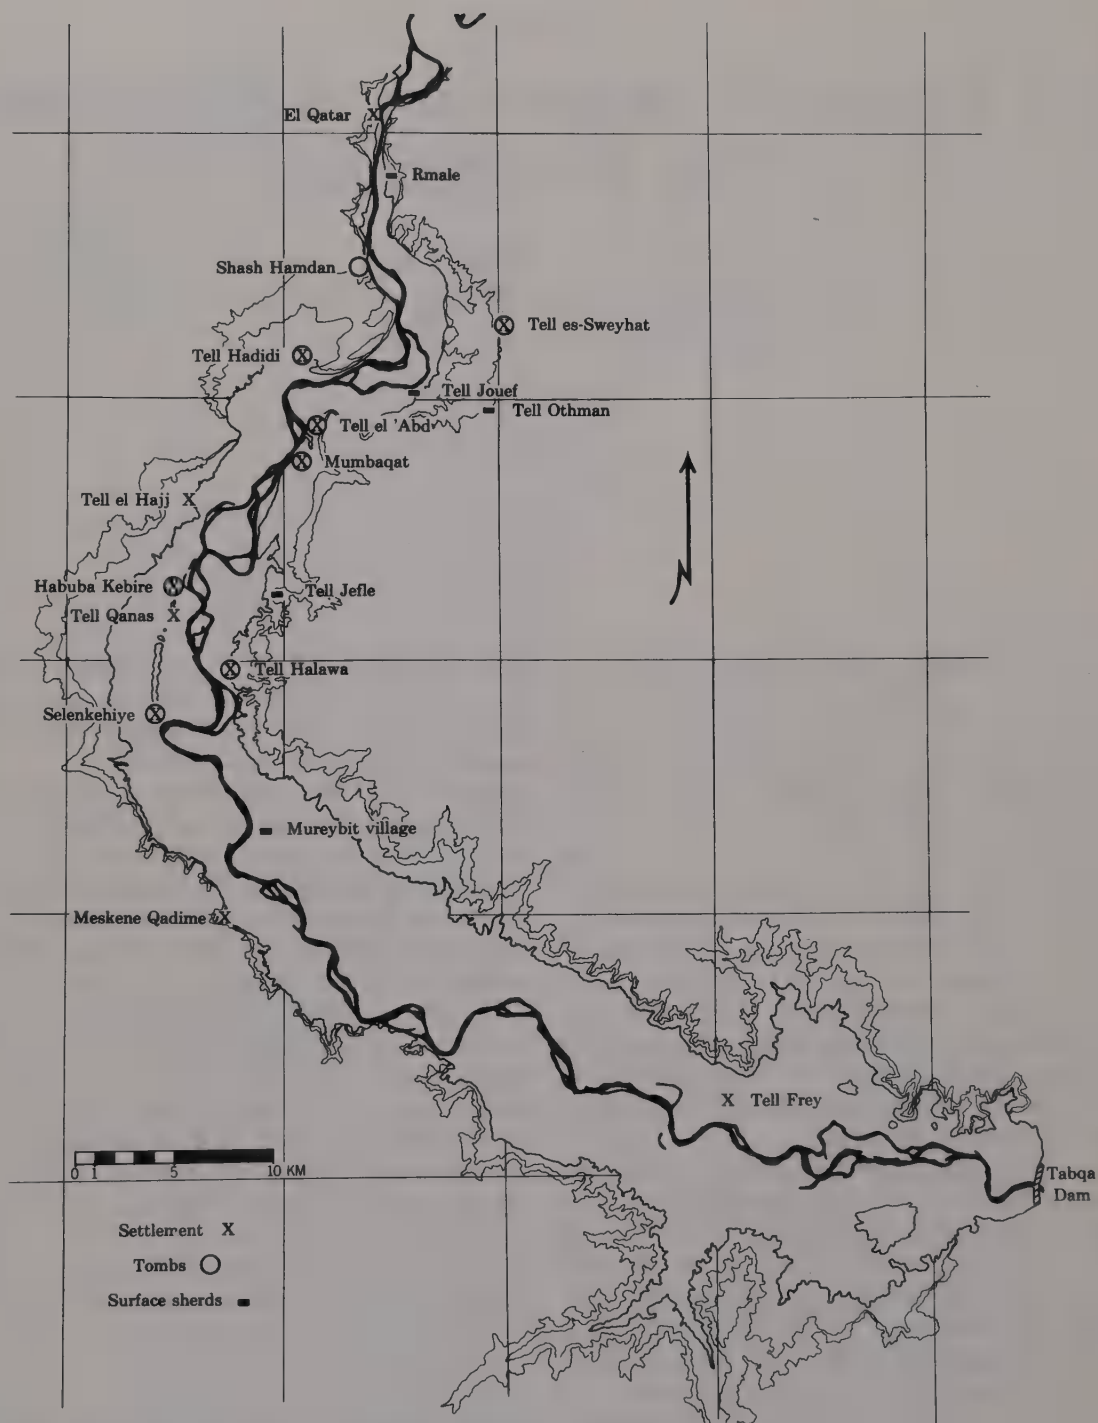 El Qatar X
Rmale
Shash Hamdan
Tell es-Sweyhat X
Tell Hadidi X
Tell Jouef
Tell Othman
Tell el 'Abd X
Mumbaqat X
Tell el Hajj X
Habuba Kebire X
Tell Jefle
Tell Qanas X
Tell Halawa X
Selenkehiye X
Mureybit village
Meskene Qadime X
X Tell Frey
Tabqa
Dam
0 1 5 10 KM
Settlement X
Tombs
Surface sherds